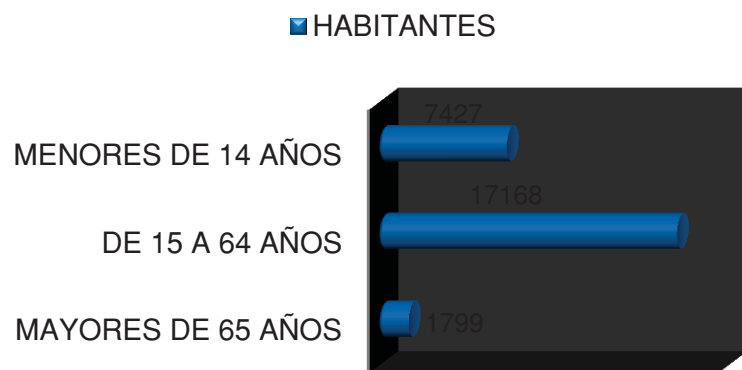 HABITANTES
7427
MENORES DE 14 AÑOS
17168
DE 15 A 64 AÑOS
MAYORES DE 65 AÑOS
1799